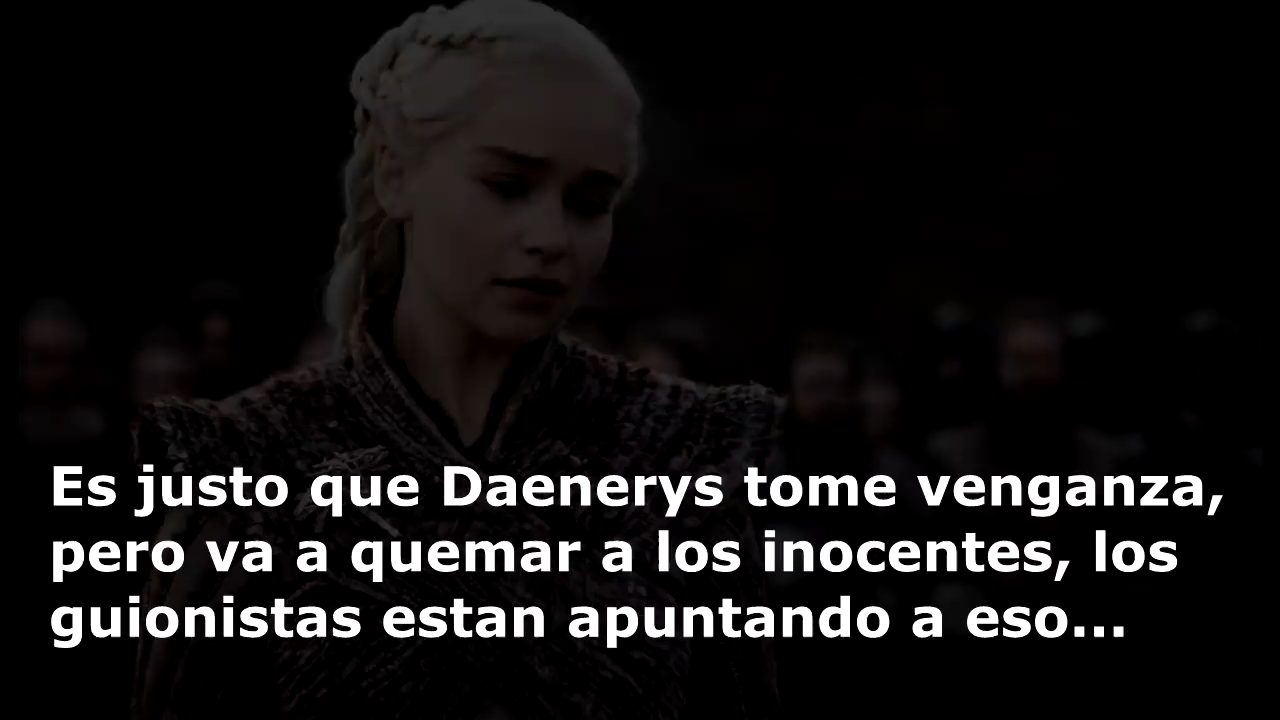 Es justo que Daenerys tome venganza,
pero va a quemar a los inocentes, los
guionistas estan apuntando a eso...